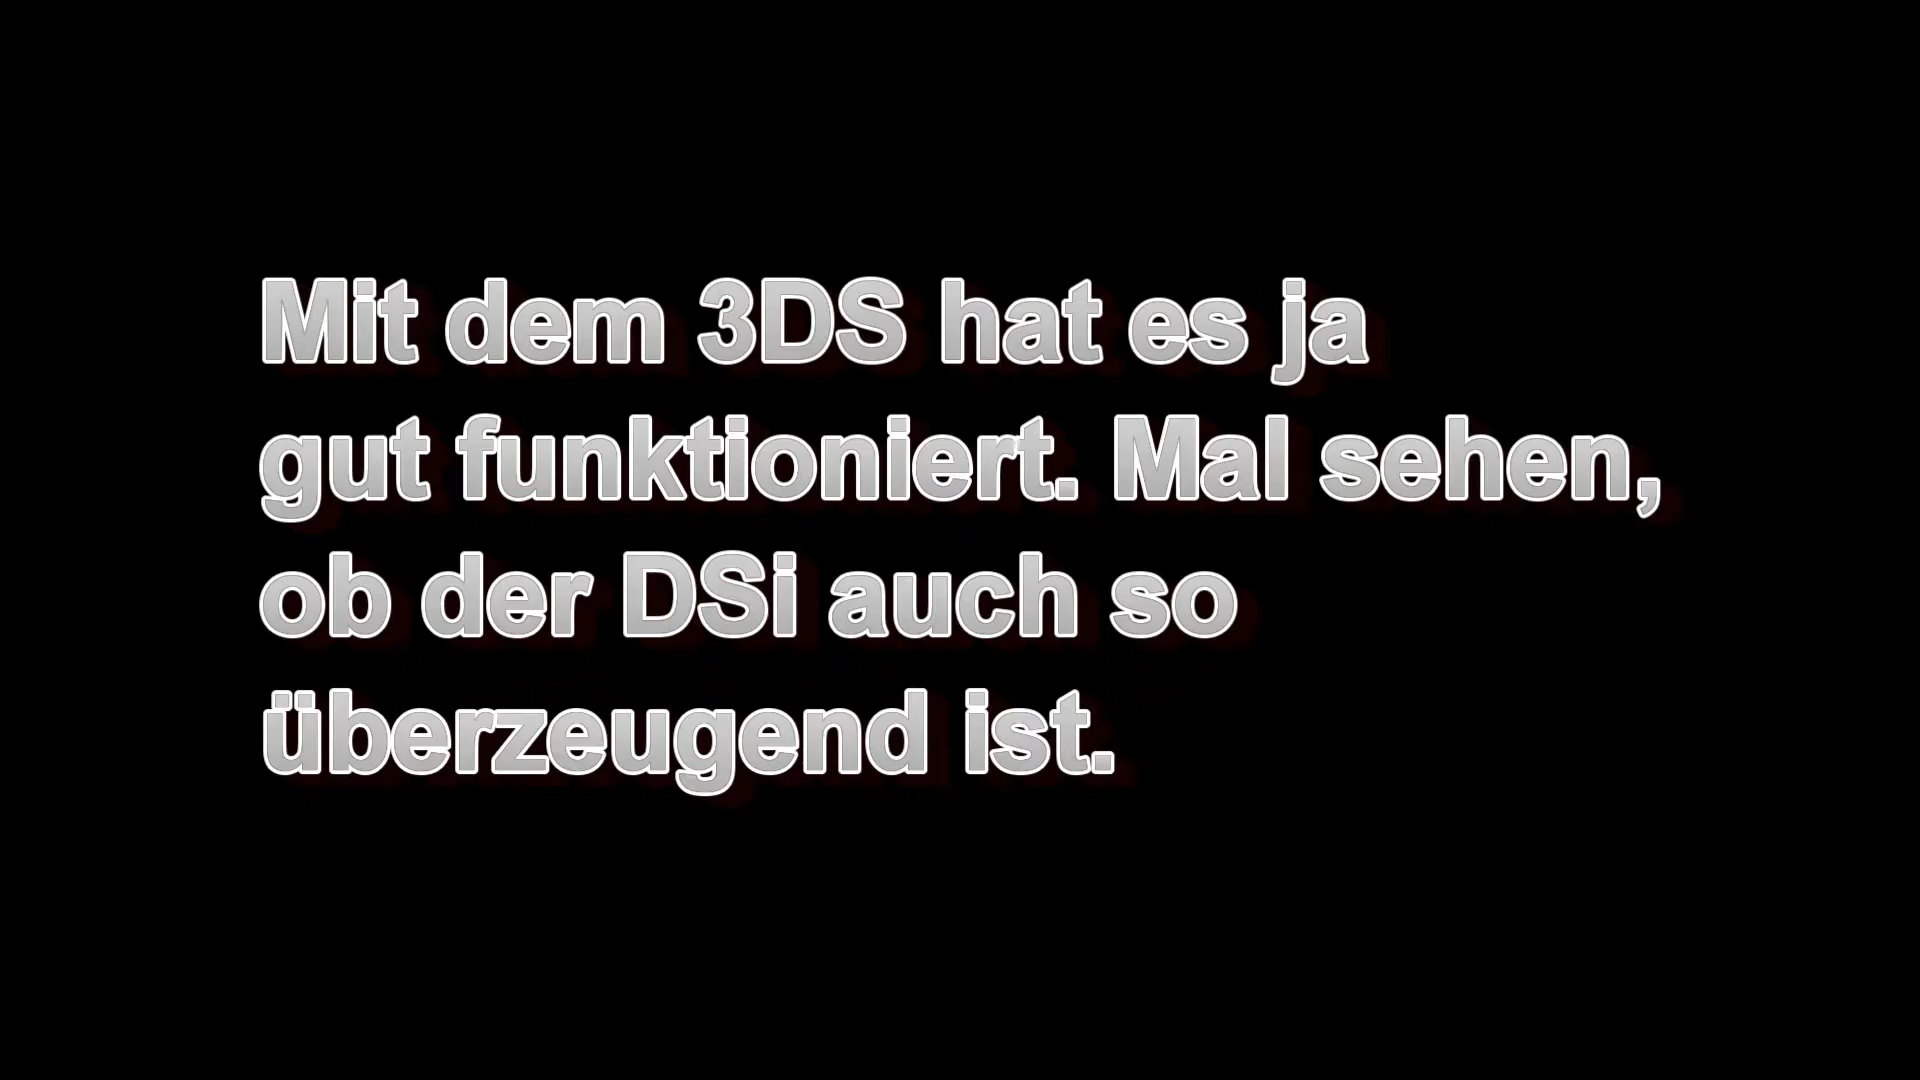 Mit dem 3DS hat es ja
gut funktioniert. Mal sehen,
ob der DSi auch so
überzeugend ist.